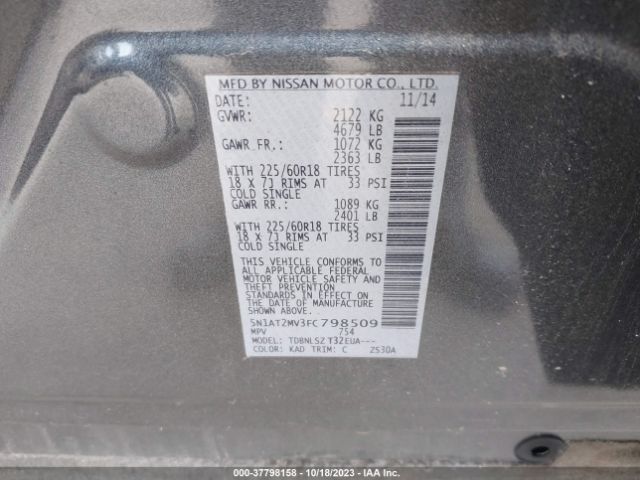 MFD BY NISSAN MOTOR CO., LTD.
DATE: 11/14
GVWR: 2122 KG
4679 LB
GAWR FR.: 1072 KG
2363 LB
WITH 225/60R18 TIRES
18 X 7J RIMS AT 33 PSI
COLD SINGLE
GAWR RR.: 1089 KG
2401 LB
WITH 225/60R18 TIRES
18 X 7J RIMS AT 33 PSI
COLD SINGLE
THIS VEHICLE CONFORMS TO
ALL APPLICABLE FEDERAL
MOTOR VEHICLE SAFETY AND
THEFT PREVENTION
STANDARDS IN EFFECT ON
THE DATE OF MANUFACTURE
SHOWN ABOVE.
5N1AT2MV3FC798509
MPV 754
MODEL: TDBNLSZ T32EUA---
COLOR: KAD TRIM: C 2S30A
000-37798158 - 10/18/2023 - IAA Inc.